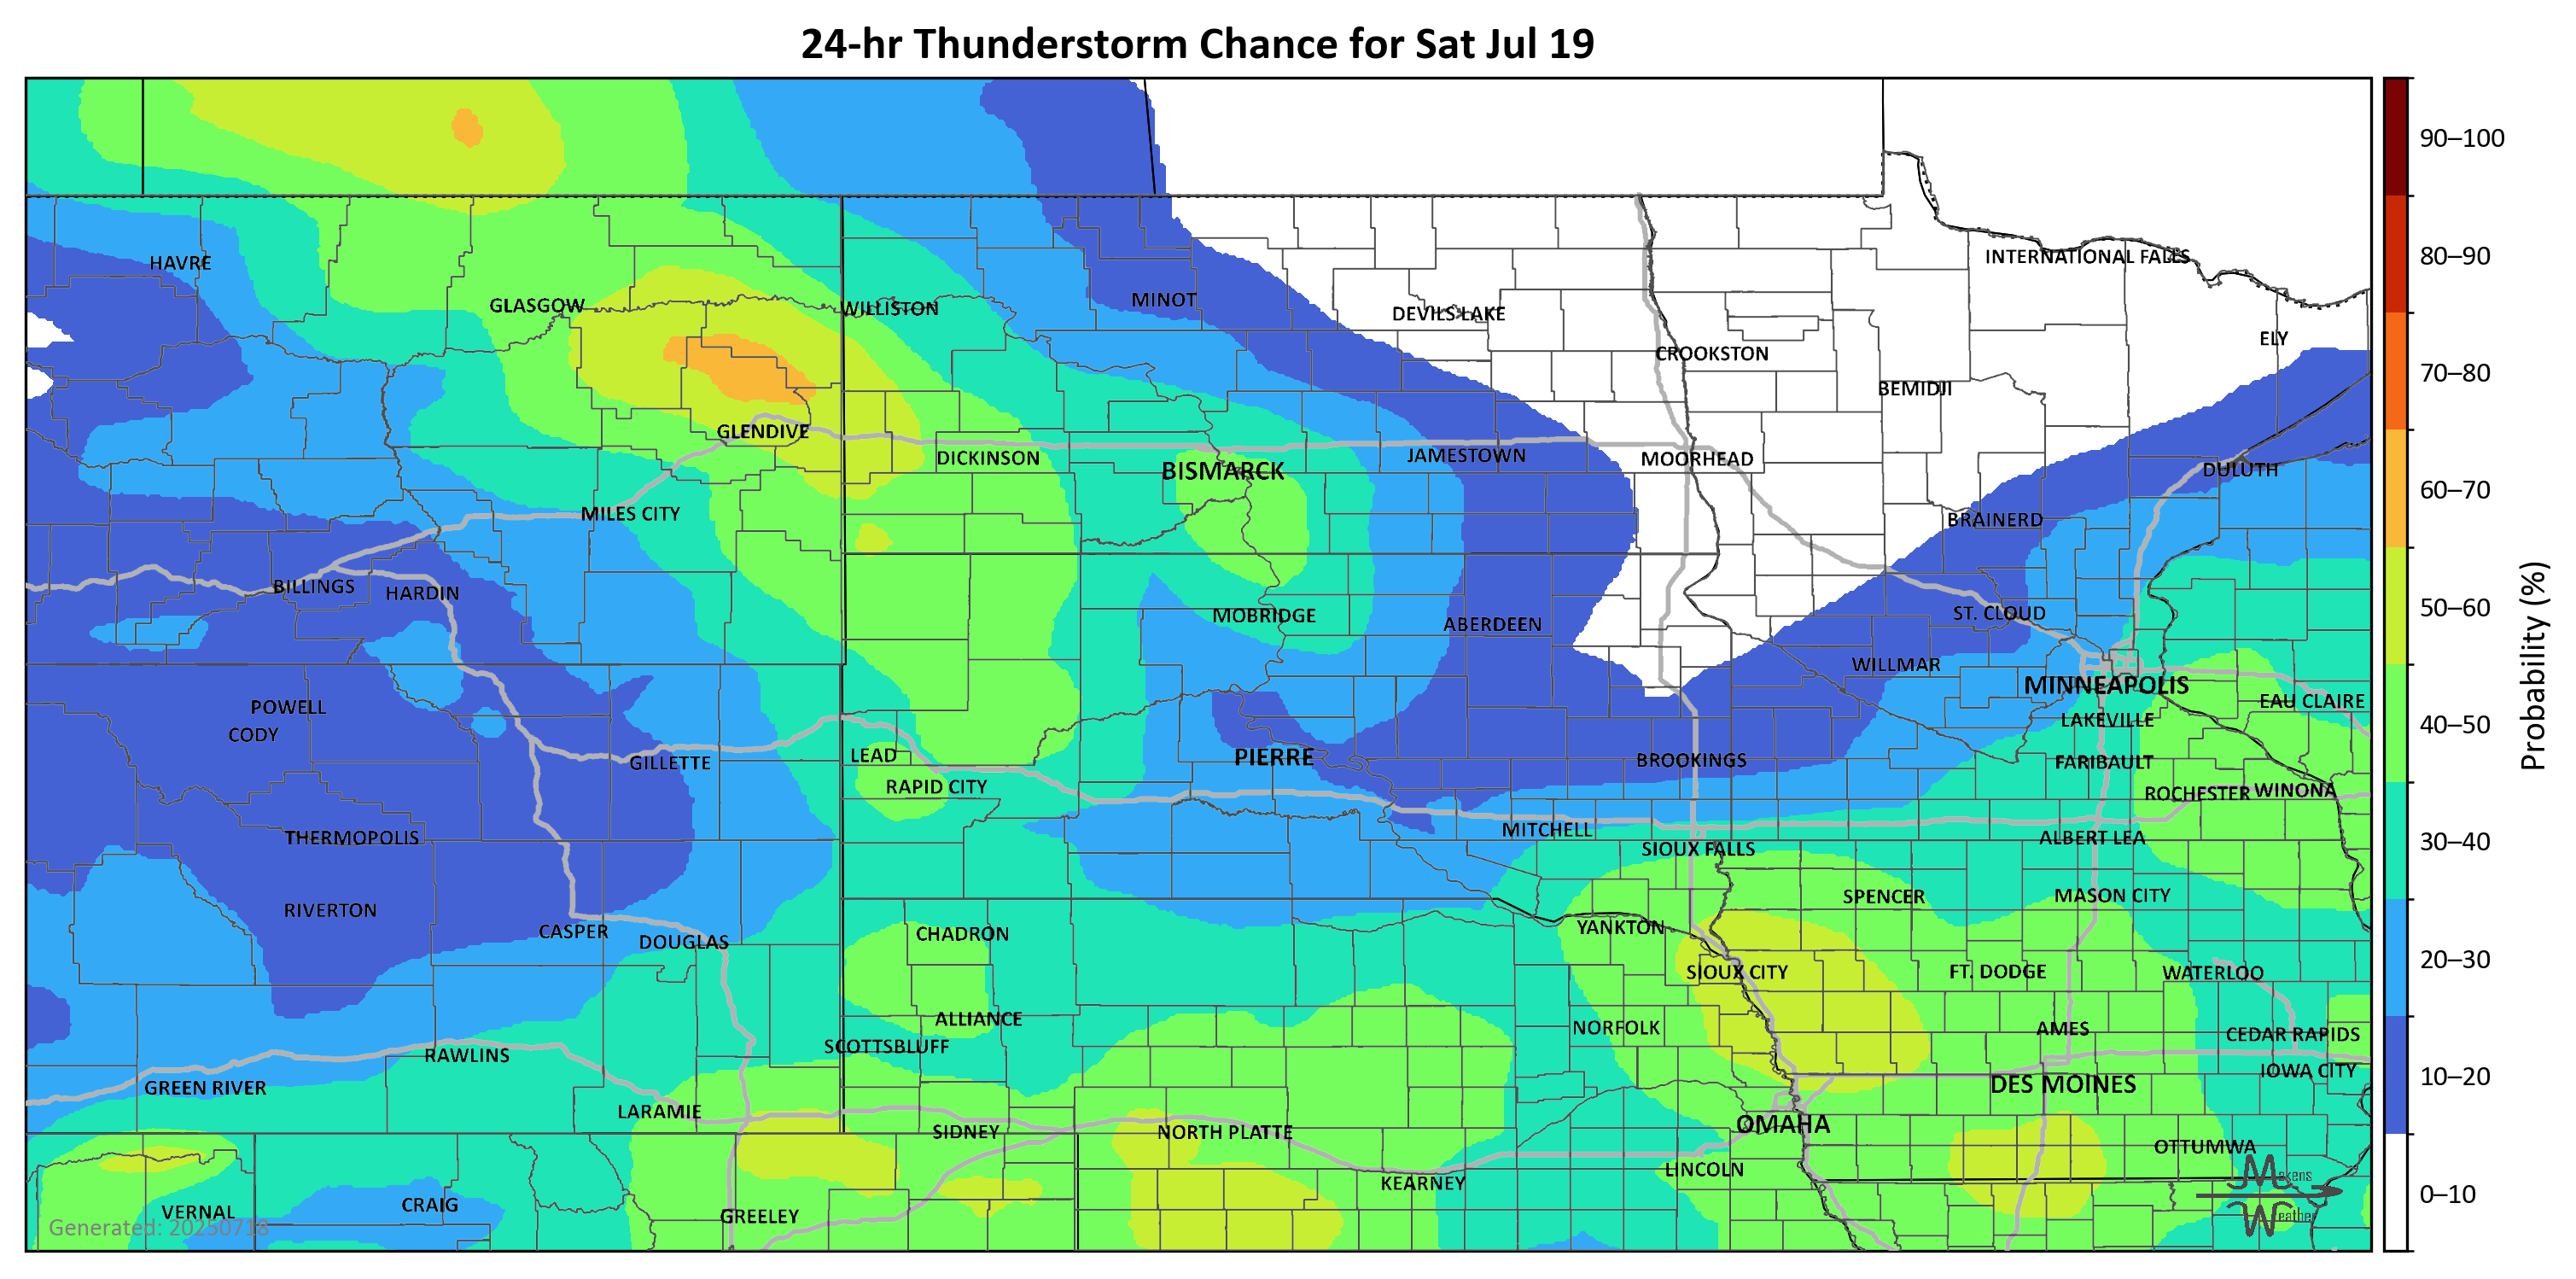 24-hr Thunderstorm Chance for Sat Jul 19
90–100
80–90
70–80
60–70
50–60
40–50
30–40
20–30
10–20
0–10
Probability (%)
HAVRE
INTERNATIONAL FALLS
GLASGOW
WILLISTON
MINOT
DEVILS LAKE
ELY
CROOKSTON
BEMIDJI
GLENDIVE
DICKINSON
BISMARCK
JAMESTOWN
MOORHEAD
DULUTH
MILES CITY
BRAINERD
BILLINGS
HARDIN
MOBRIDGE
ABERDEEN
ST. CLOUD
WILLMAR
MINNEAPOLIS
POWELL
EAU CLAIRE
CODY
LAKEVILLE
GILLETTE
LEAD
PIERRE
BROOKINGS
FARIBAULT
RAPID CITY
ROCHESTER
WINONA
THERMOPOLIS
MITCHELL
ALBERT LEA
SIOUX FALLS
RIVERTON
SPENCER
MASON CITY
CASPER
DOUGLAS
CHADRON
YANKTON
SIOUX CITY
FT. DODGE
WATERLOO
ALLIANCE
NORFOLK
AMES
CEDAR RAPIDS
SCOTTSBLUFF
RAWLINS
IOWA CITY
GREEN RIVER
DES MOINES
LARAMIE
OMAHA
SIDNEY
NORTH PLATTE
OTTUMWA
LINCOLN
KEARNEY
VERNAL
CRAIG
GREELEY
Generated: 20250718
Makens
Weather